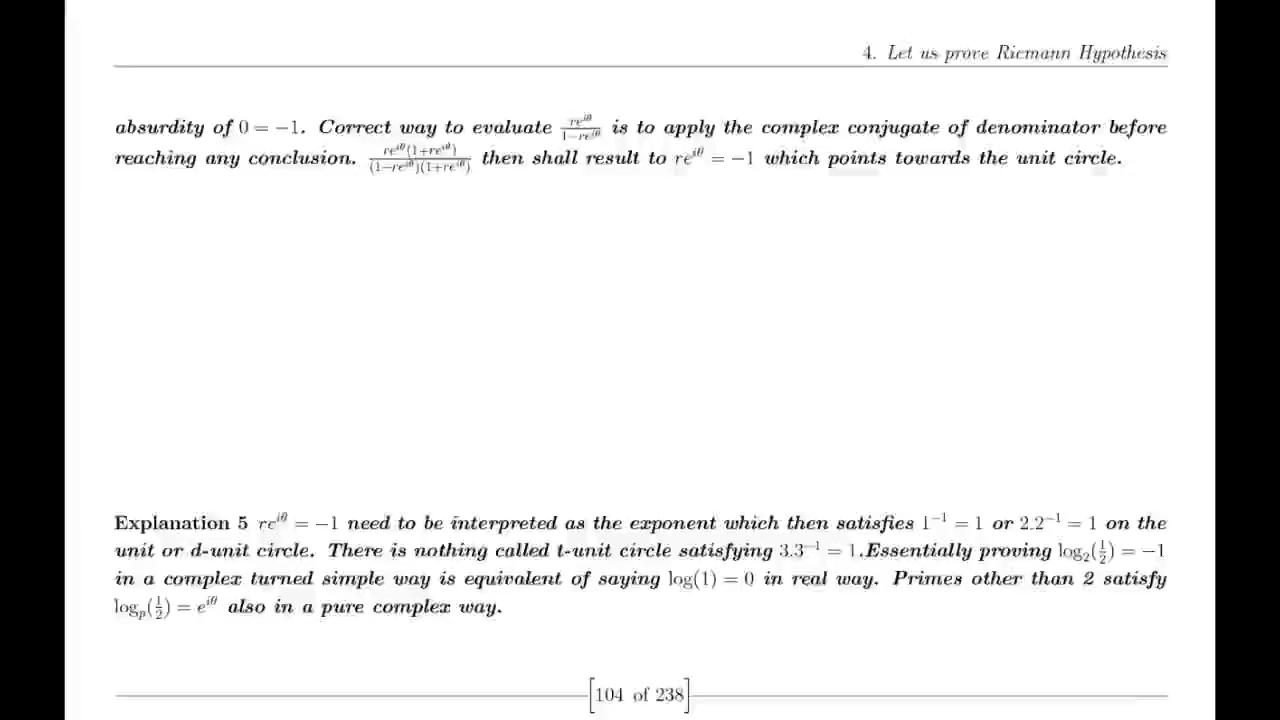 4. Let us prove Riemann Hypothesis
absurdity of 0 = −1. Correct way to evaluate \frac{re^{iθ}}{1−re^{iθ}} is to apply the complex conjugate of denominator before
reaching any conclusion. \frac{re^{iθ}(1+re^{iθ})}{(1−re^{iθ})(1+re^{iθ})} then shall result to re^{iθ} = −1 which points towards the unit circle.
Explanation 5 re^{iθ} = −1 need to be interpreted as the exponent which then satisfies 1^{−1} = 1 or 2.2^{−1} = 1 on the
unit or d-unit circle. There is nothing called t-unit circle satisfying 3.3^{−1} = 1.Essentially proving log_2(\frac{1}{2}) = −1
in a complex turned simple way is equivalent of saying log(1) = 0 in real way. Primes other than 2 satisfy
log_p(\frac{1}{2}) = e^{iθ} also in a pure complex way.
[104 of 238]